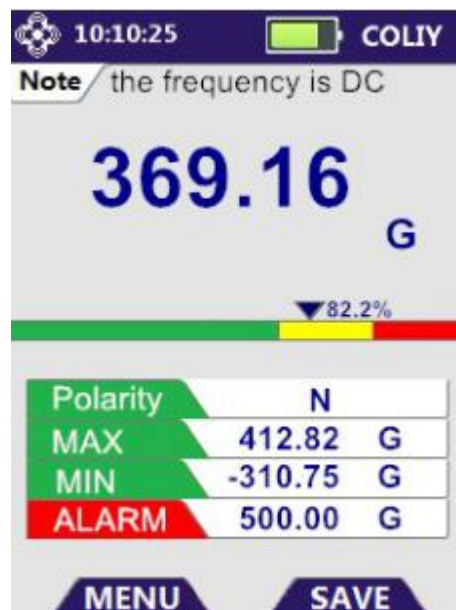 10:10:25 COLIY
Note the frequency is DC
369.16
G
82.2%
Polarity N
MAX 412.82 G
MIN -310.75 G
ALARM 500.00 G
MENU SAVE